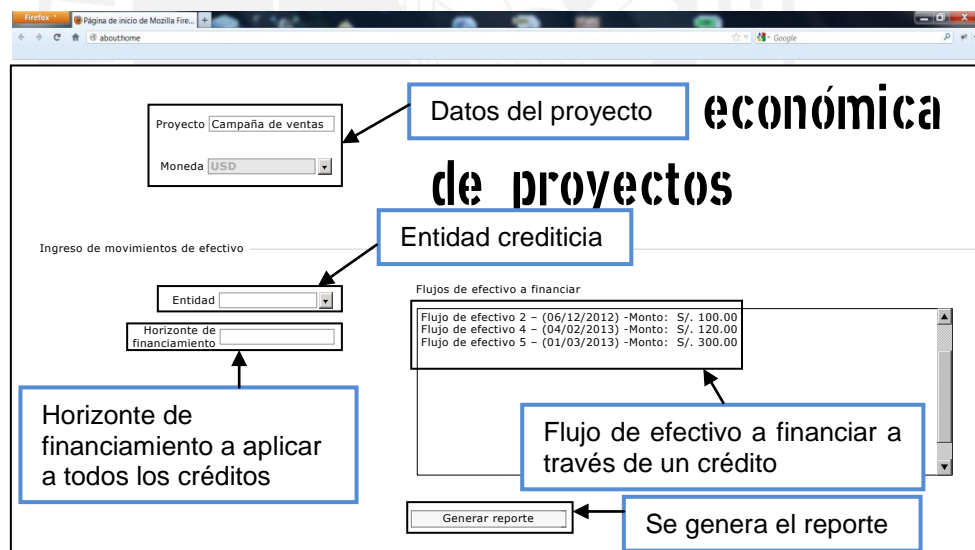 Firefox
Página de inicio de Mozilla Fire...
about:home
Google
Proyecto Campaña de ventas
Datos del proyecto
económica
Moneda USD
de proyectos
Entidad crediticia
Ingreso de movimientos de efectivo
Entidad
Horizonte de
financiamiento
Flujos de efectivo a financiar
Flujo de efectivo 2 – (06/12/2012) -Monto: S/. 100.00
Flujo de efectivo 4 – (04/02/2013) -Monto: S/. 120.00
Flujo de efectivo 5 – (01/03/2013) -Monto: S/. 300.00
Horizonte de
financiamiento a aplicar
a todos los créditos
Flujo de efectivo a financiar a
través de un crédito
Generar reporte
Se genera el reporte